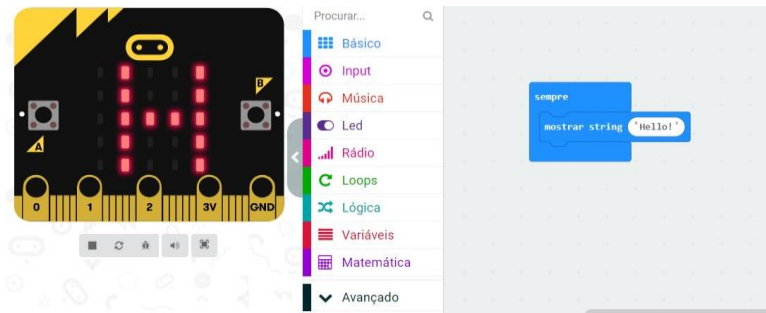 B
A
0 1 2 3V GND
Procurar...
Básico
Input
Música
Led
Rádio
Loops
Lógica
Variáveis
Matemática
Avançado
sempre
mostrar string "Hello!"